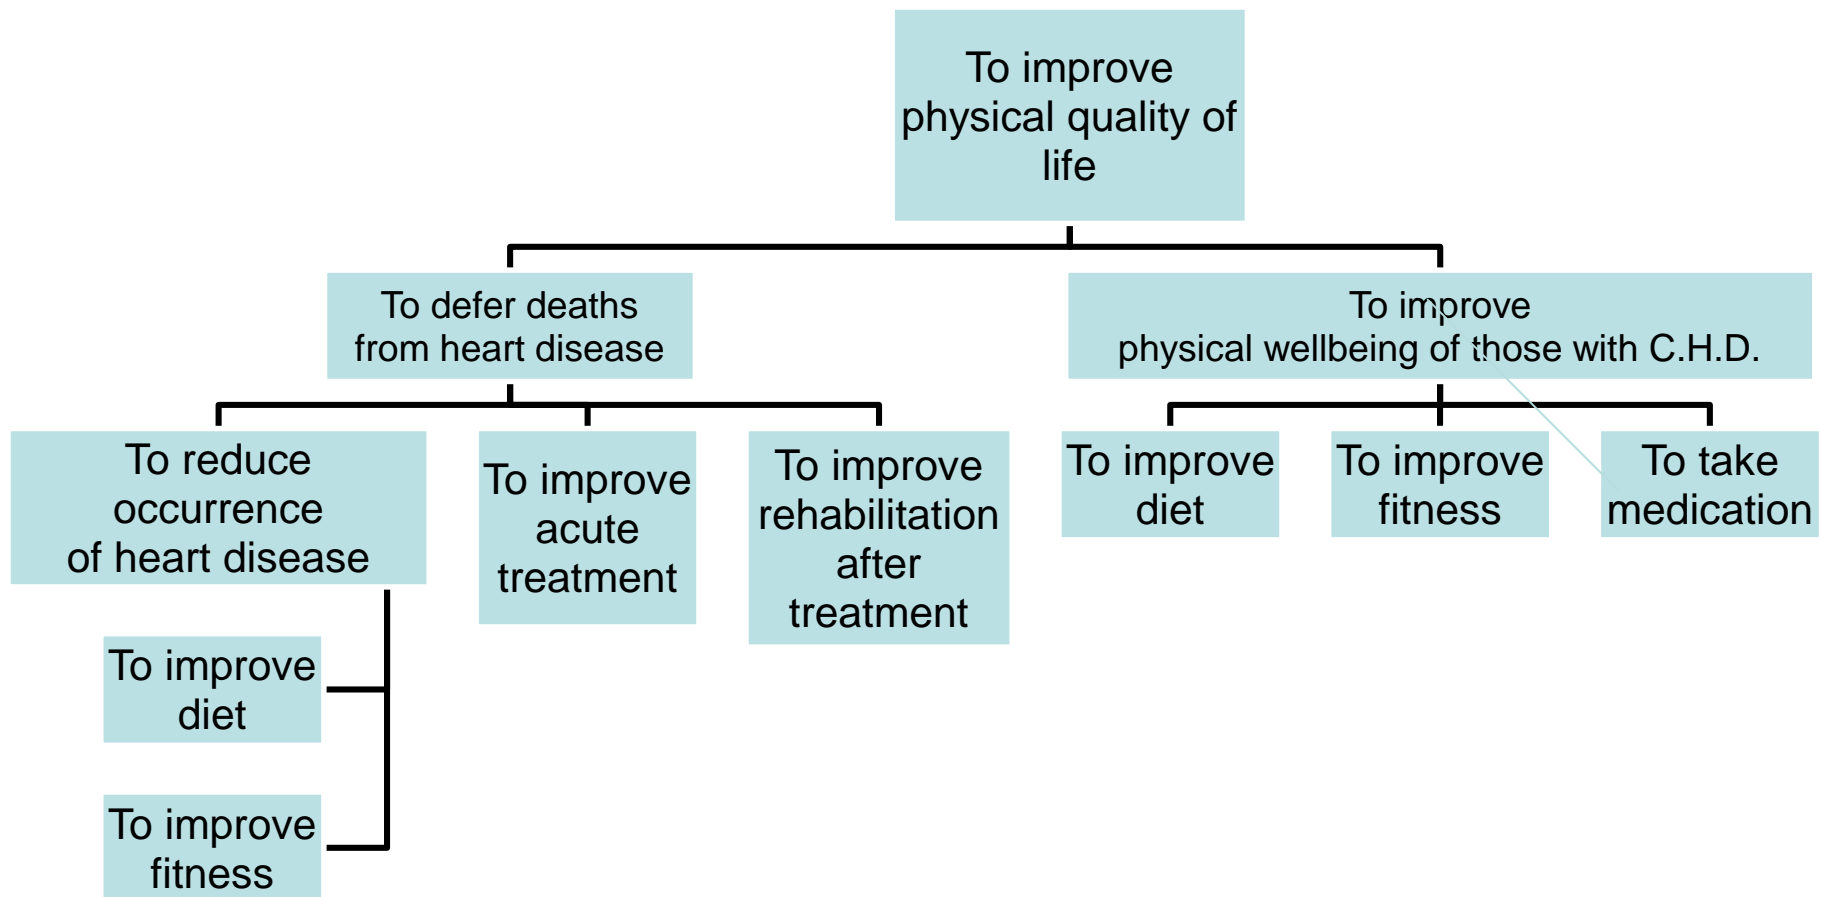 To improve
physical quality of
life
To defer deaths
from heart disease
To improve
physical wellbeing of those with C.H.D.
To reduce
occurrence
of heart disease
To improve
acute
treatment
To improve
rehabilitation
after
treatment
To improve
diet
To improve
fitness
To take
medication
To improve
diet
To improve
fitness